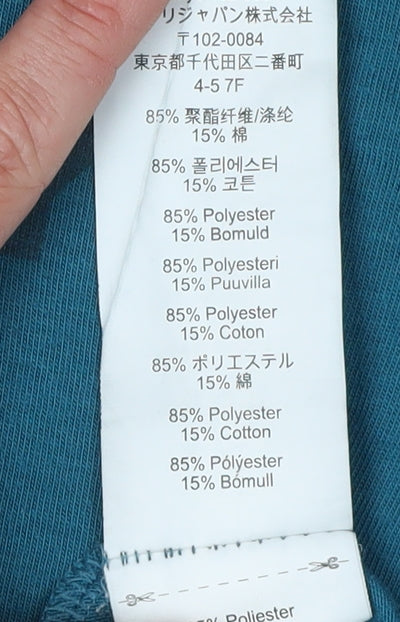 リジャパン株式会社
〒102-0084
東京都千代田区二番町
4-5 7F
85% 聚酯纤维/涤纶
15% 棉
85% 폴리에스터
15% 코튼
85% Polyester
15% Bomuld
85% Polyesteri
15% Puuvilla
85% Polyester
15% Coton
85% ポリエステル
15% 綿
85% Polyester
15% Cotton
85% Pólýester
15% Bómull
Poliester